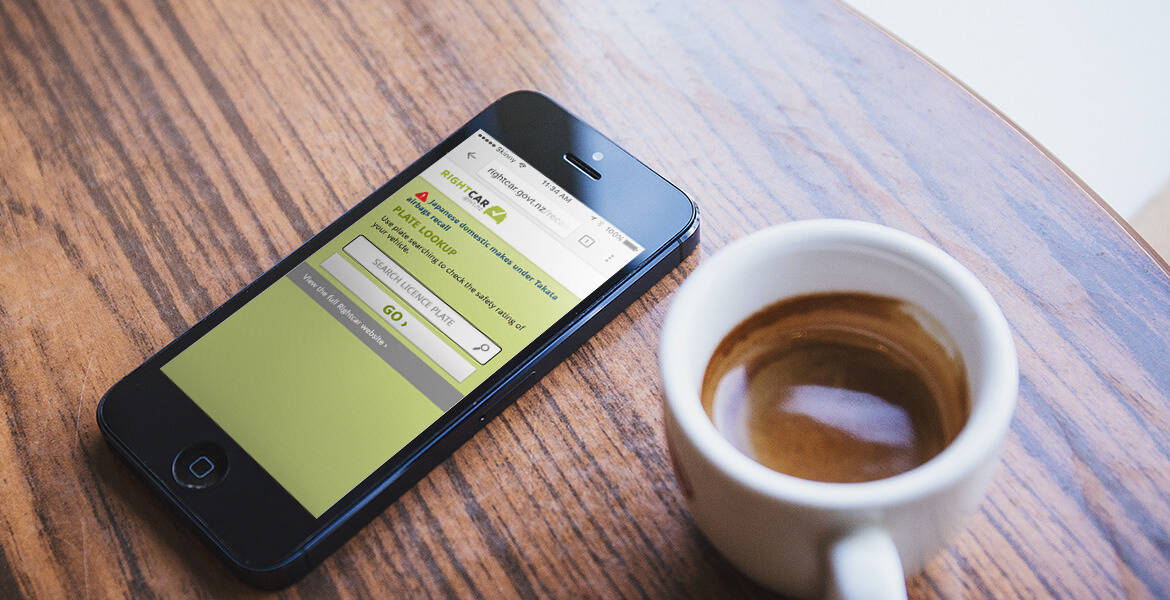 Skinny 11:34 AM 100%
rightcar.govt.nz/rece
RIGHTCAR
Japanese domestic makes under Takata
airbags recall
PLATE LOOKUP
Use plate searching to check the safety rating of
your vehicle.
SEARCH LICENCE PLATE
GO ›
View the full Rightcar website ›